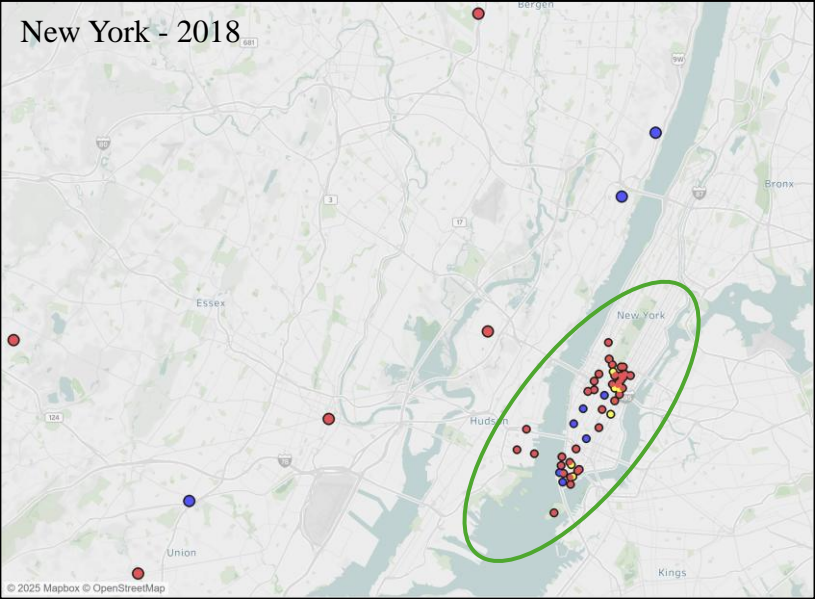 Bergen
New York - 2018
681
9W
80
Bronx
87
3
17
Essex
New York
124
Hudson
78
Union
Kings
© 2025 Mapbox © OpenStreetMap